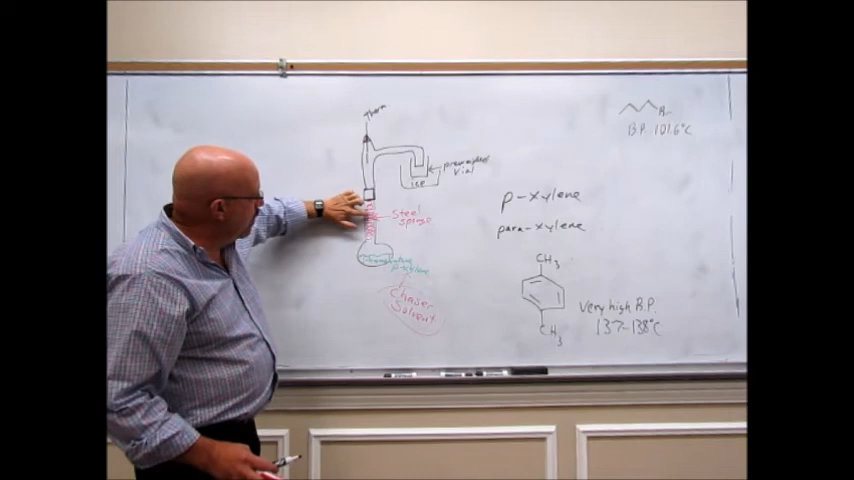 Therm
Br
B.P. 101.6°C
preweighed
vial
ICE
p-xylene
para-xylene
Steel
sponge
p-xylene
Chaser
Solvent
CH3
CH3
Very high B.P.
137-138°C